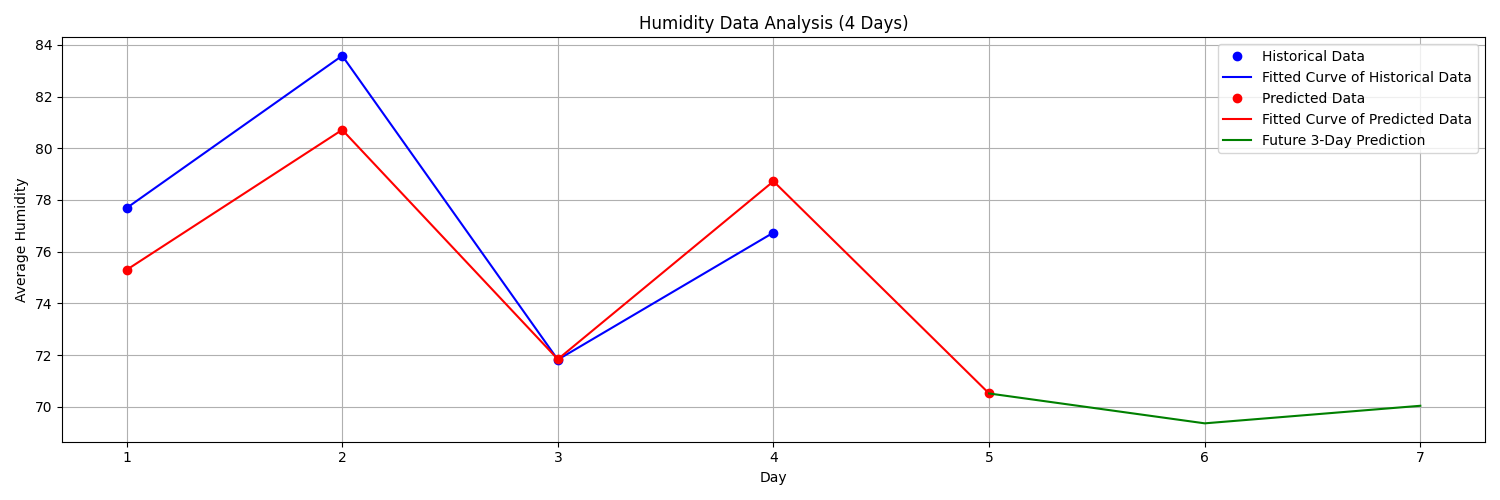 Humidity Data Analysis (4 Days)
84
82
80
78
76
74
72
70
Average Humidity
Historical Data
Fitted Curve of Historical Data
Predicted Data
Fitted Curve of Predicted Data
Future 3-Day Prediction
1 2 3 4 5 6 7
Day